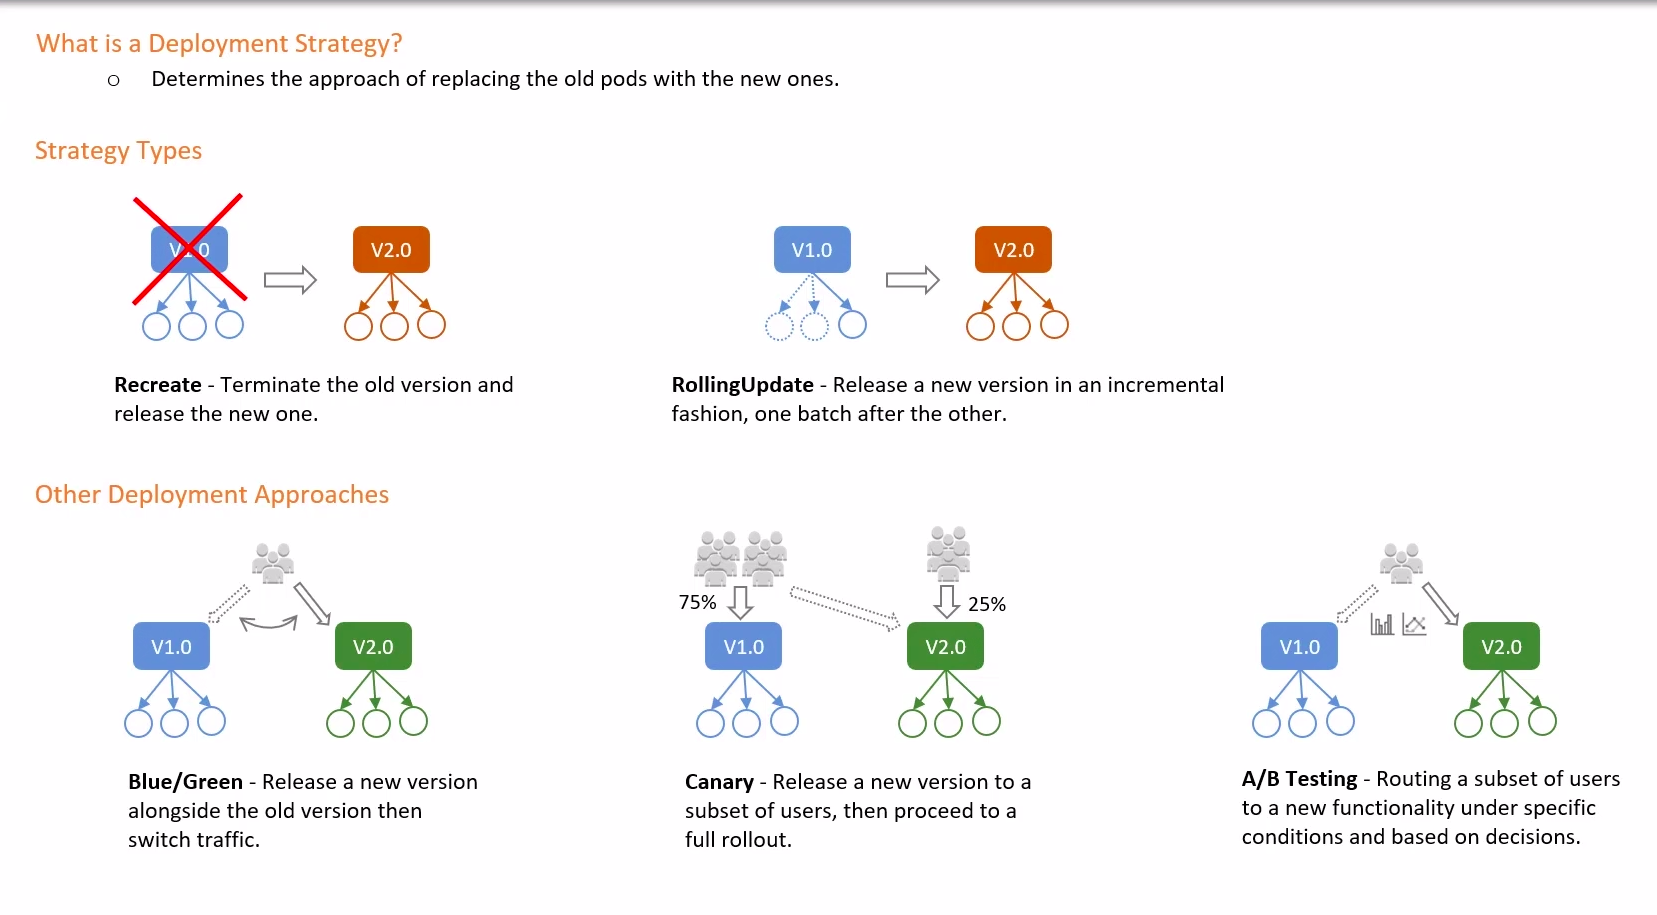 What is a Deployment Strategy?
o Determines the approach of replacing the old pods with the new ones.
Strategy Types
V1.0
V2.0
V1.0
V2.0
Recreate - Terminate the old version and
release the new one.
RollingUpdate - Release a new version in an incremental
fashion, one batch after the other.
Other Deployment Approaches
75%
25%
V1.0
V2.0
V1.0
V2.0
V1.0
V2.0
Blue/Green - Release a new version
alongside the old version then
switch traffic.
Canary - Release a new version to a
subset of users, then proceed to a
full rollout.
A/B Testing - Routing a subset of users
to a new functionality under specific
conditions and based on decisions.